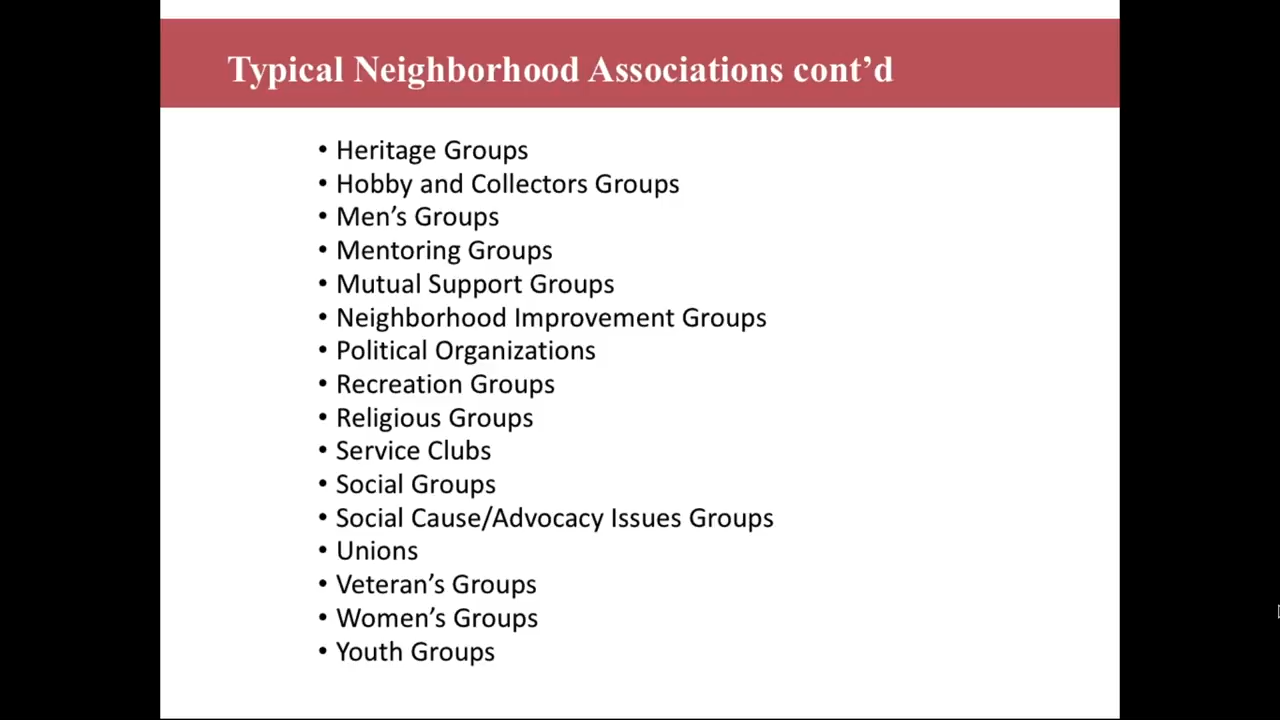 Typical Neighborhood Associations cont’d
• Heritage Groups
• Hobby and Collectors Groups
• Men’s Groups
• Mentoring Groups
• Mutual Support Groups
• Neighborhood Improvement Groups
• Political Organizations
• Recreation Groups
• Religious Groups
• Service Clubs
• Social Groups
• Social Cause/Advocacy Issues Groups
• Unions
• Veteran’s Groups
• Women’s Groups
• Youth Groups